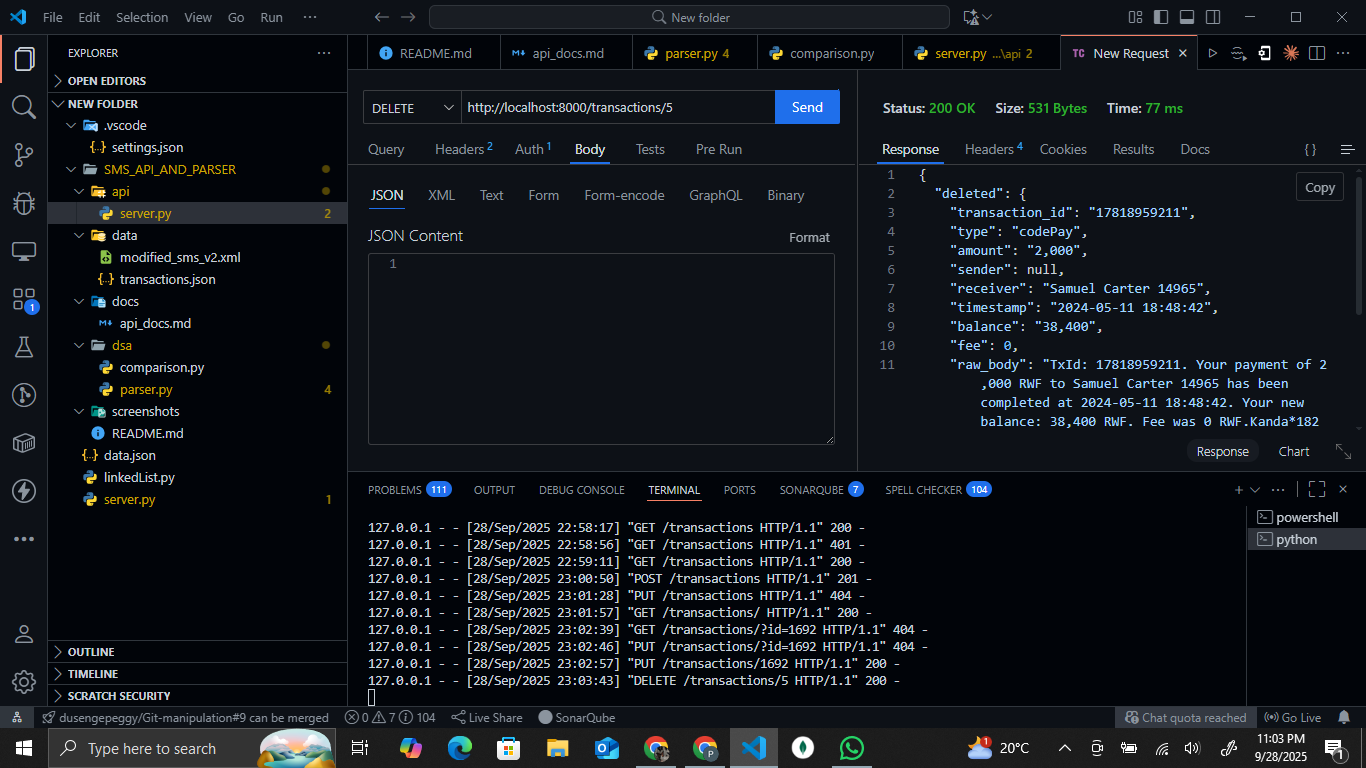 File Edit Selection View Go Run ···
New folder
EXPLORER ···
OPEN EDITORS
NEW FOLDER
.vscode
settings.json
SMS_API_AND_PARSER
api
server.py 2
data
modified_sms_v2.xml
transactions.json
docs
api_docs.md
dsa
comparison.py
parser.py 4
screenshots
README.md
data.json
linkedList.py
server.py 1
OUTLINE
TIMELINE
SCRATCH SECURITY
1
README.md api_docs.md parser.py 4 comparison.py server.py ...\api 2 TC New Request
DELETE http://localhost:8000/transactions/5 Send
Query Headers 2 Auth 1 Body Tests Pre Run
JSON XML Text Form Form-encode GraphQL Binary
JSON Content Format
1
Status: 200 OK Size: 531 Bytes Time: 77 ms
Response Headers 4 Cookies Results Docs { }
Copy
1 {
2 "deleted": {
3 "transaction_id": "17818959211",
4 "type": "codePay",
5 "amount": "2,000",
6 "sender": null,
7 "receiver": "Samuel Carter 14965",
8 "timestamp": "2024-05-11 18:48:42",
9 "balance": "38,400",
10 "fee": 0,
11 "raw_body": "TxId: 17818959211. Your payment of 2
,000 RWF to Samuel Carter 14965 has been
completed at 2024-05-11 18:48:42. Your new
balance: 38,400 RWF. Fee was 0 RWF.Kanda*182
Response Chart
PROBLEMS 111 OUTPUT DEBUG CONSOLE TERMINAL PORTS SONARQUBE 7 SPELL CHECKER 104
127.0.0.1 - - [28/Sep/2025 22:58:17] "GET /transactions HTTP/1.1" 200 -
127.0.0.1 - - [28/Sep/2025 22:58:56] "GET /transactions HTTP/1.1" 401 -
127.0.0.1 - - [28/Sep/2025 22:59:11] "GET /transactions HTTP/1.1" 200 -
127.0.0.1 - - [28/Sep/2025 23:00:50] "POST /transactions HTTP/1.1" 201 -
127.0.0.1 - - [28/Sep/2025 23:01:28] "PUT /transactions HTTP/1.1" 404 -
127.0.0.1 - - [28/Sep/2025 23:01:57] "GET /transactions/ HTTP/1.1" 200 -
127.0.0.1 - - [28/Sep/2025 23:02:39] "GET /transactions/?id=1692 HTTP/1.1" 404 -
127.0.0.1 - - [28/Sep/2025 23:02:46] "PUT /transactions/?id=1692 HTTP/1.1" 404 -
127.0.0.1 - - [28/Sep/2025 23:02:57] "PUT /transactions/1692 HTTP/1.1" 200 -
127.0.0.1 - - [28/Sep/2025 23:03:43] "DELETE /transactions/5 HTTP/1.1" 200 -
powershell
python
dusengepeggy/Git-manipulation#9 can be merged 0 7 104 Live Share SonarQube Chat quota reached Go Live
Type here to search 1 20°C 11:03 PM
9/28/2025 1